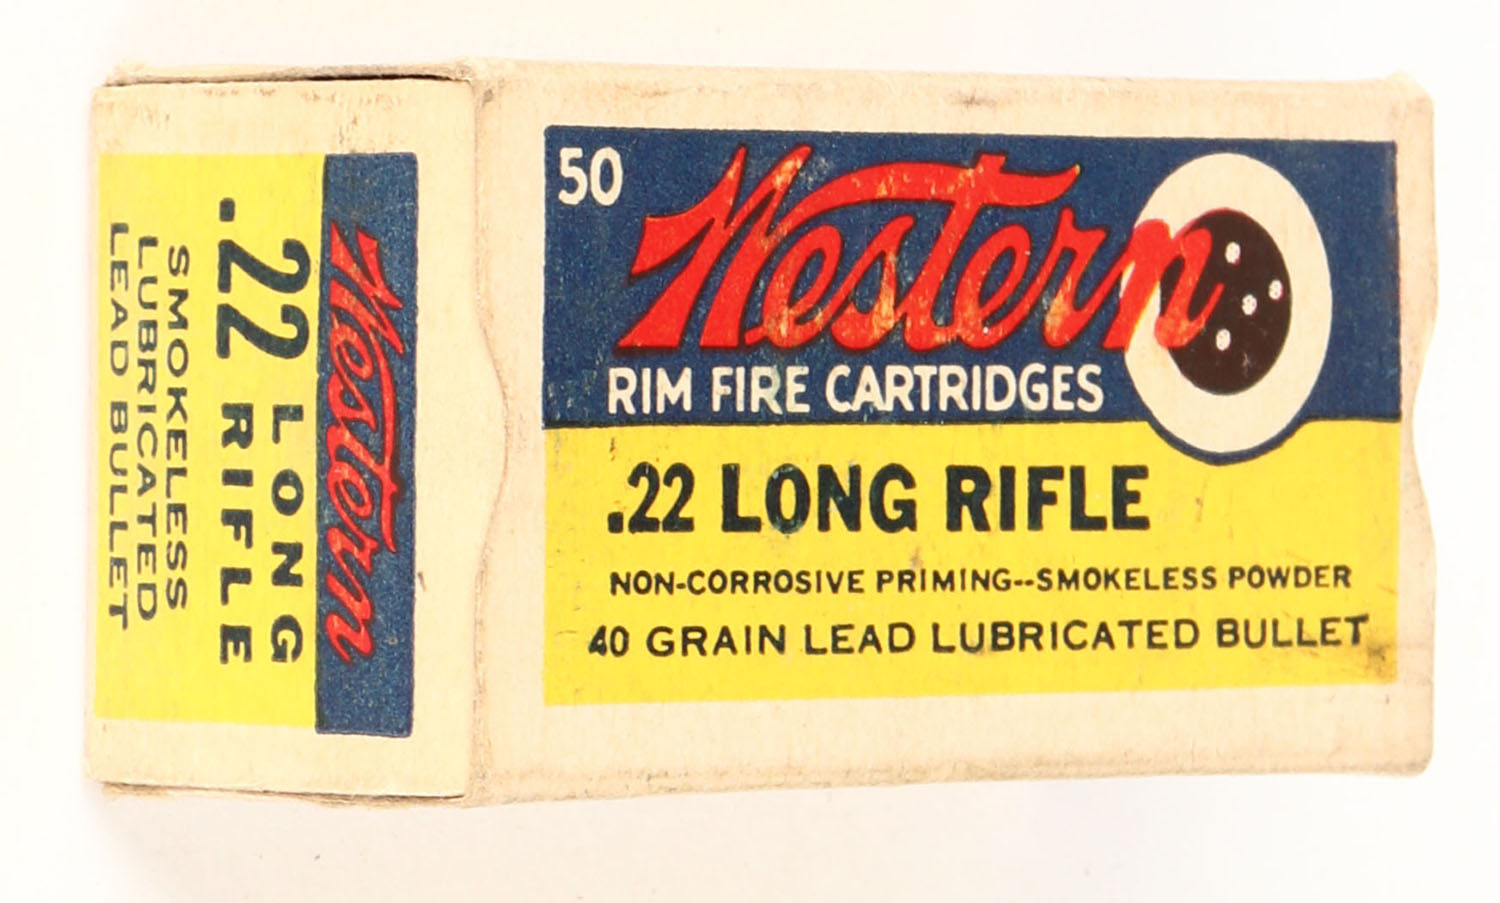 50
Western
RIM FIRE CARTRIDGES
.22 LONG RIFLE
NON-CORROSIVE PRIMING--SMOKELESS POWDER
40 GRAIN LEAD LUBRICATED BULLET
Western
LONG
.22 RIFLE
SMOKELESS
LUBRICATED
LEAD BULLET